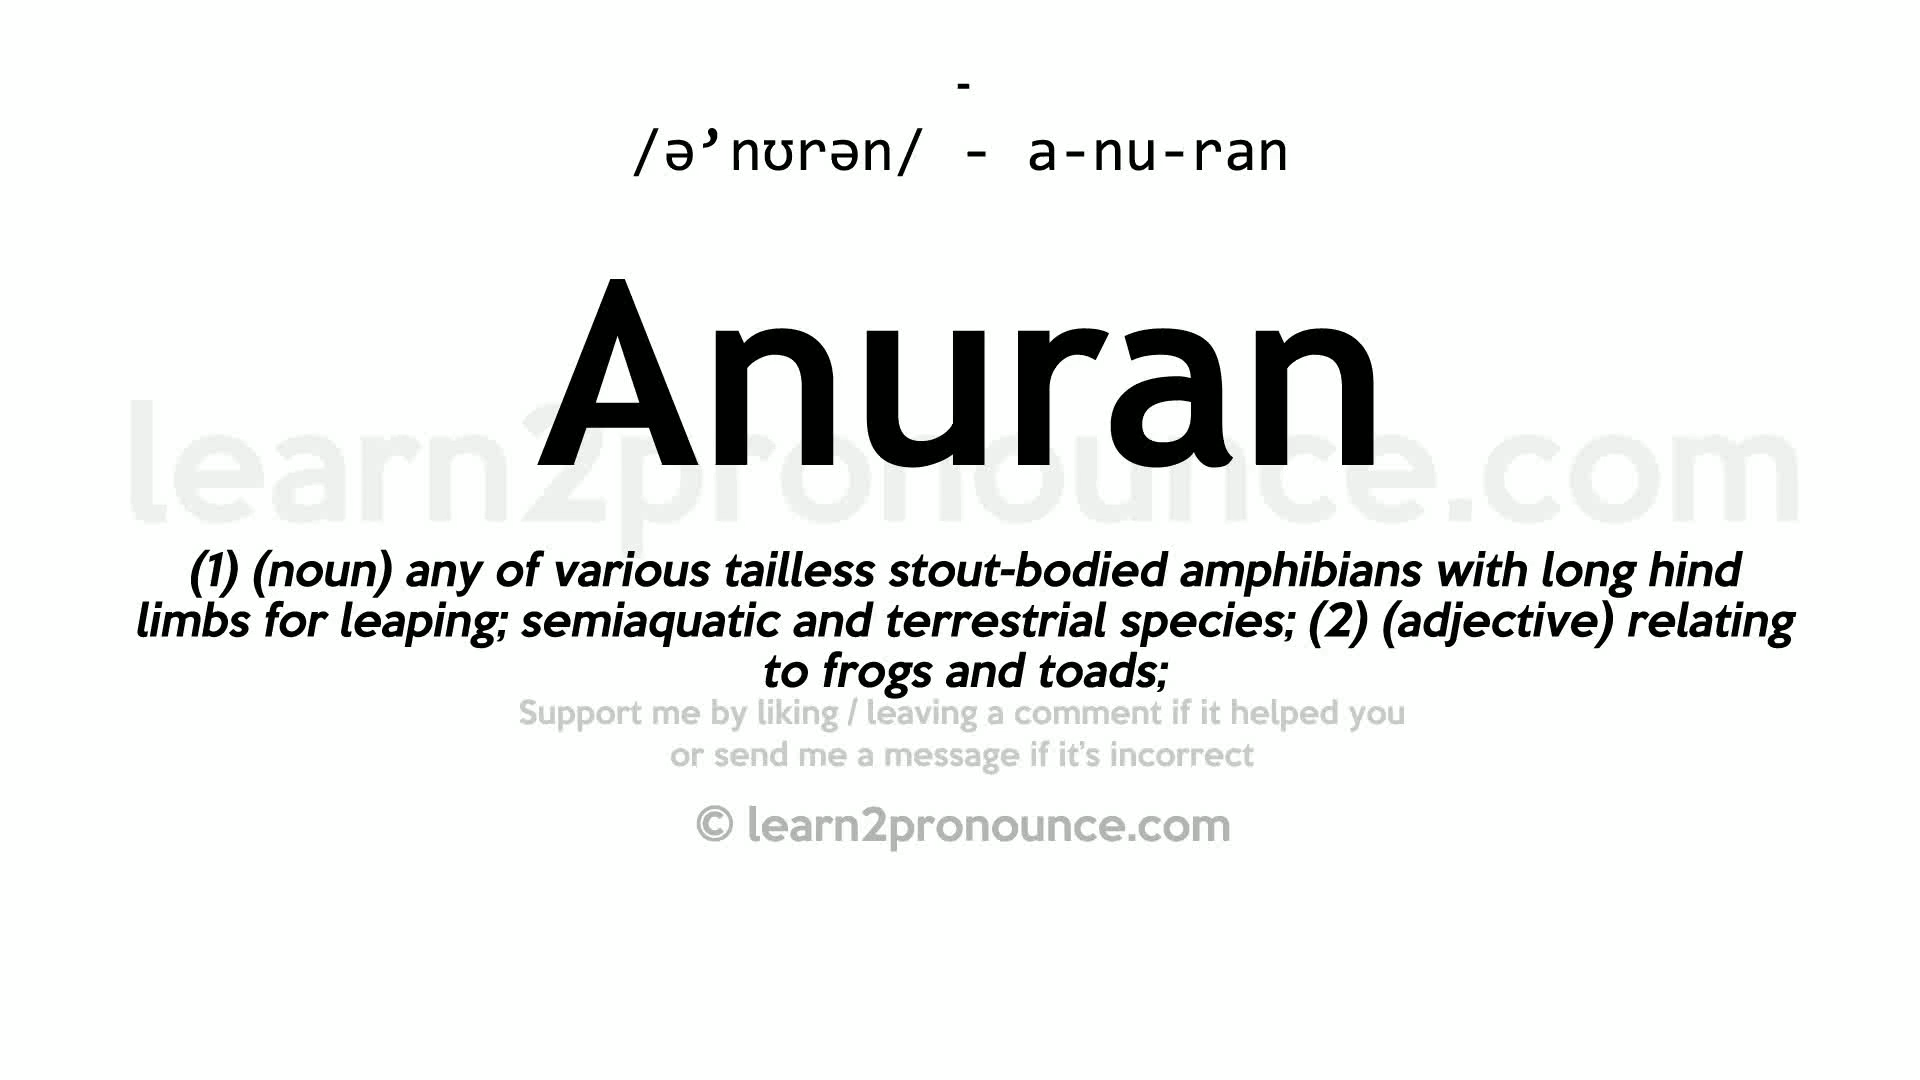 -
/ə’nʊrən/ - a-nu-ran
Anuran
learn2pronounce.com
(1) (noun) any of various tailless stout-bodied amphibians with long hind
limbs for leaping; semiaquatic and terrestrial species; (2) (adjective) relating
to frogs and toads;
Support me by liking / leaving a comment if it helped you
or send me a message if it’s incorrect
© learn2pronounce.com